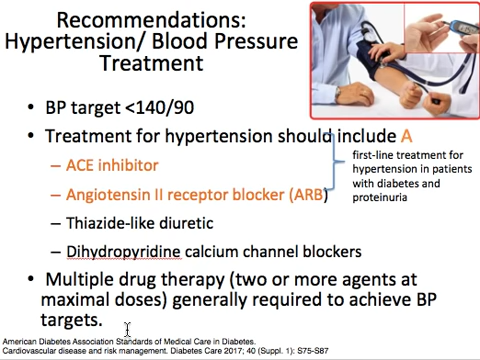 Recommendations:
Hypertension/ Blood Pressure
Treatment
• BP target <140/90
• Treatment for hypertension should include A
– ACE inhibitor
– Angiotensin II receptor blocker (ARB)
first-line treatment for
hypertension in patients
with diabetes and
proteinuria
– Thiazide-like diuretic
– Dihydropyridine calcium channel blockers
• Multiple drug therapy (two or more agents at
maximal doses) generally required to achieve BP
targets.
American Diabetes Association Standards of Medical Care in Diabetes.
Cardiovascular disease and risk management. Diabetes Care 2017; 40 (Suppl. 1): S75-S87